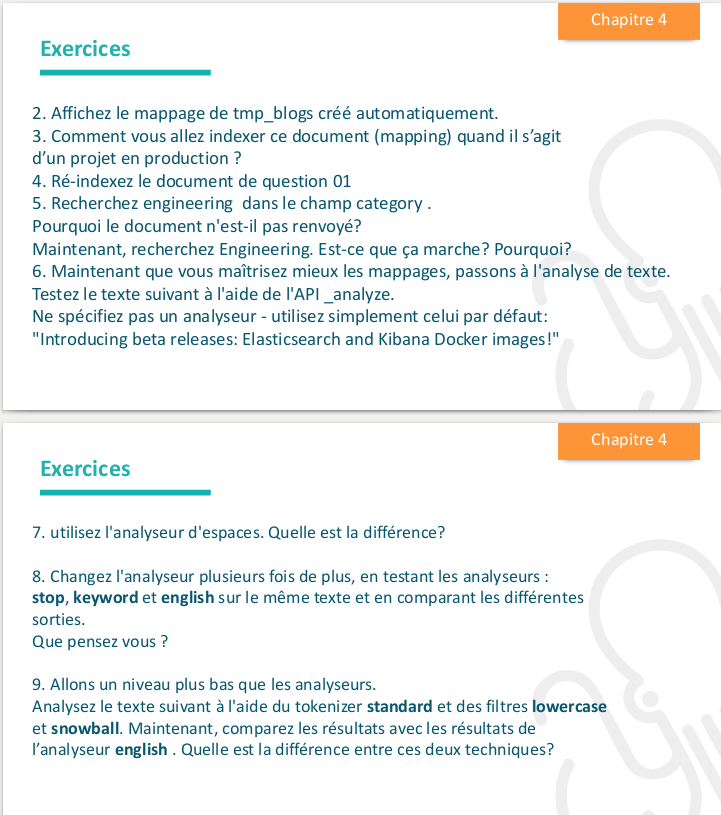 Chapitre 4
Exercices
2. Affichez le mappage de tmp_blogs créé automatiquement.
3. Comment vous allez indexer ce document (mapping) quand il s’agit
d’un projet en production ?
4. Ré-indexez le document de question 01
5. Recherchez engineering  dans le champ category .
Pourquoi le document n'est-il pas renvoyé?
Maintenant, recherchez Engineering. Est-ce que ça marche? Pourquoi?
6. Maintenant que vous maîtrisez mieux les mappages, passons à l'analyse de texte.
Testez le texte suivant à l'aide de l'API _analyze.
Ne spécifiez pas un analyseur - utilisez simplement celui par défaut:
"Introducing beta releases: Elasticsearch and Kibana Docker images!"
Chapitre 4
Exercices
7. utilisez l'analyseur d'espaces. Quelle est la différence?
8. Changez l'analyseur plusieurs fois de plus, en testant les analyseurs :
stop, keyword et english sur le même texte et en comparant les différentes
sorties.
Que pensez vous ?
9. Allons un niveau plus bas que les analyseurs.
Analysez le texte suivant à l'aide du tokenizer standard et des filtres lowercase
et snowball. Maintenant, comparez les résultats avec les résultats de
l’analyseur english . Quelle est la différence entre ces deux techniques?